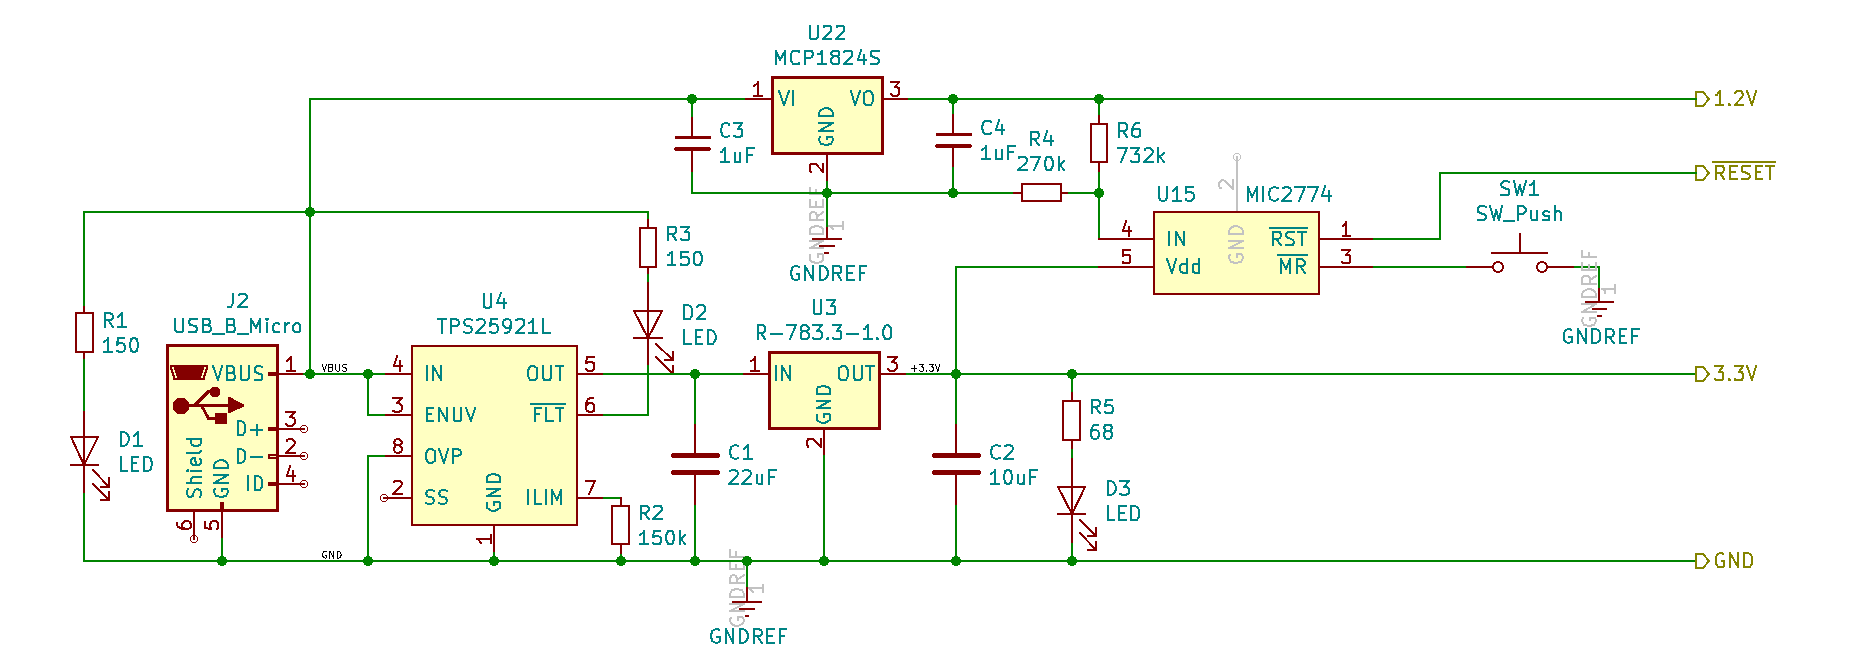 U22
MCP1824S
1
VI
VO
3
GND
2
C3
1uF
C4
1uF
R4
270k
R6
732k
1.2V
RESET
GNDREF
1
GNDREF
U15
MIC2774
2
GND
4
IN
RST
1
5
Vdd
MR
3
SW1
SW_Push
GNDREF
1
GNDREF
R3
150
D2
LED
R1
150
D1
LED
J2
USB_B_Micro
VBUS
1
D+
3
D-
2
ID
4
Shield
GND
6
5
VBUS
GND
U4
TPS25921L
4
IN
OUT
5
3
ENUV
FLT
6
8
OVP
2
SS
GND
ILIM
7
1
R2
150k
C1
22uF
U3
R-783.3-1.0
1
IN
OUT
3
GND
2
+3.3V
C2
10uF
R5
68
D3
LED
3.3V
GND
GNDREF
1
GNDREF